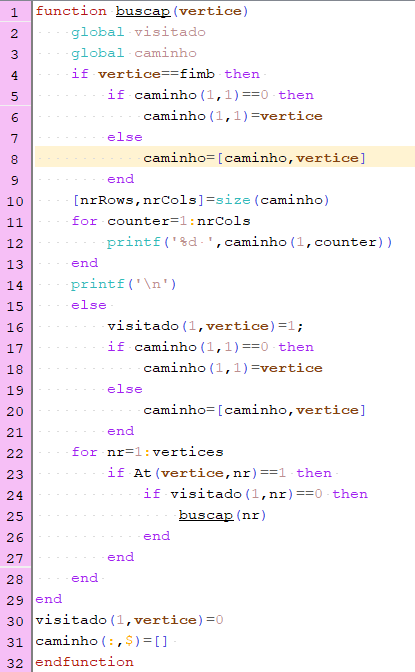 1 function buscap(vertice)
2 global visitado
3 global caminho
4 if vertice==fimb then
5 if caminho(1,1)==0 then
6 caminho(1,1)=vertice
7 else
8 caminho=[caminho,vertice]
9 end
10 [nrRows,nrCols]=size(caminho)
11 for counter=1:nrCols
12 printf('%d ',caminho(1,counter))
13 end
14 printf('\n')
15 else
16 visitado(1,vertice)=1;
17 if caminho(1,1)==0 then
18 caminho(1,1)=vertice
19 else
20 caminho=[caminho,vertice]
21 end
22 for nr=1:vertices
23 if At(vertice,nr)==1 then
24 if visitado(1,nr)==0 then
25 buscap(nr)
26 end
27 end
28 end
29 end
30 visitado(1,vertice)=0
31 caminho(:,$)=[]
32 endfunction